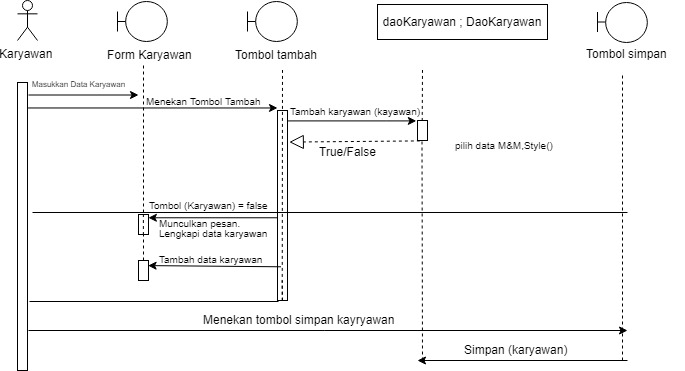 Karyawan
Form Karyawan
Tombol tambah
daoKaryawan ; DaoKaryawan
Tombol simpan
Masukkan Data Karyawan
Menekan Tombol Tambah
Tambah karyawan (kayawan)
True/False
pilih data M&M,Style()
Tombol (Karyawan) = false
Munculkan pesan.
Lengkapi data karyawan
Tambah data karyawan
Menekan tombol simpan kayryawan
Simpan (karyawan)